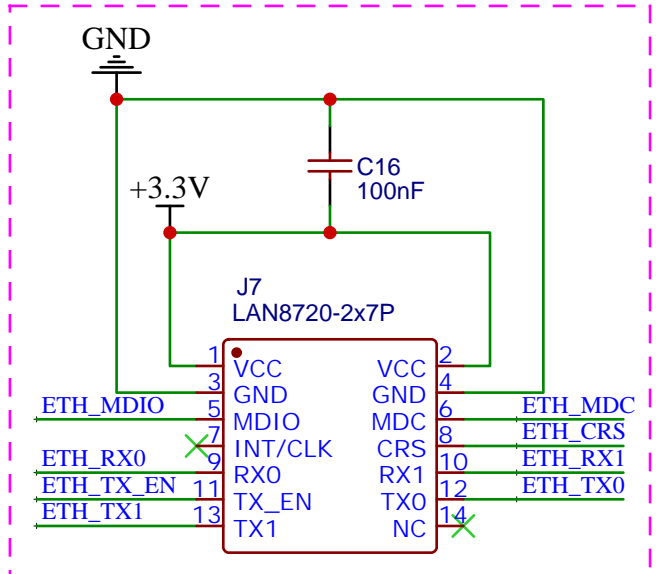 GND
C16
100nF
+3.3V
J7
LAN8720-2x7P
1 VCC VCC 2
3 GND GND 4
ETH_MDIO 5 MDIO MDC 6 ETH_MDC
7 INT/CLK CRS 8 ETH_CRS
ETH_RX0 9 RX0 RX1 10 ETH_RX1
ETH_TX_EN 11 TX_EN TX0 12 ETH_TX0
ETH_TX1 13 TX1 NC 14